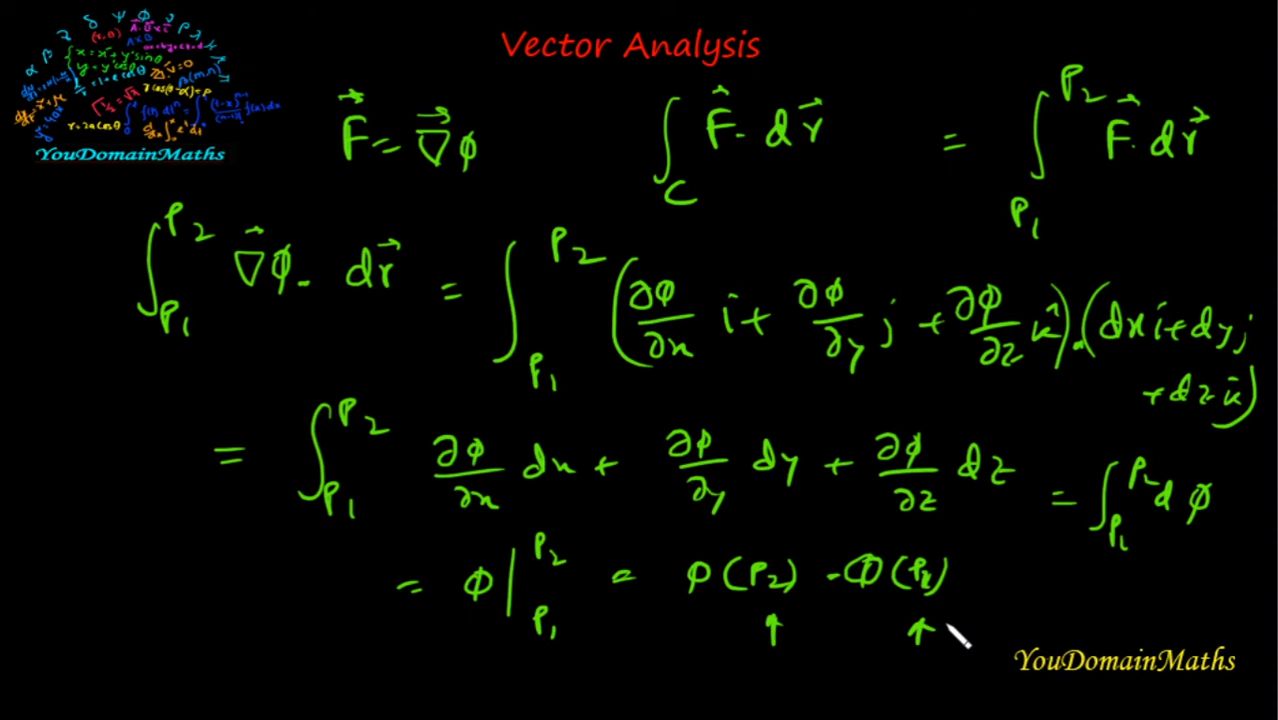 Vector Analysis
YouDomainMaths
F⃗ = ∇⃗φ ∫_C F⃗ · dr⃗ = ∫_{P₁}^{P₂} F⃗ · dr⃗
∫_{P₁}^{P₂} ∇⃗φ · dr⃗ = ∫_{P₁}^{P₂} (∂φ/∂x i + ∂φ/∂y j + ∂φ/∂z k̂) · (dx i + dy j
+ dz k̂)
= ∫_{P₁}^{P₂} ∂φ/∂x dx + ∂φ/∂y dy + ∂φ/∂z dz = ∫_{P₁}^{P₂} dφ
= φ |_{P₁}^{P₂} = φ(P₂) - φ(P₁)
↑ ↑
YouDomainMaths